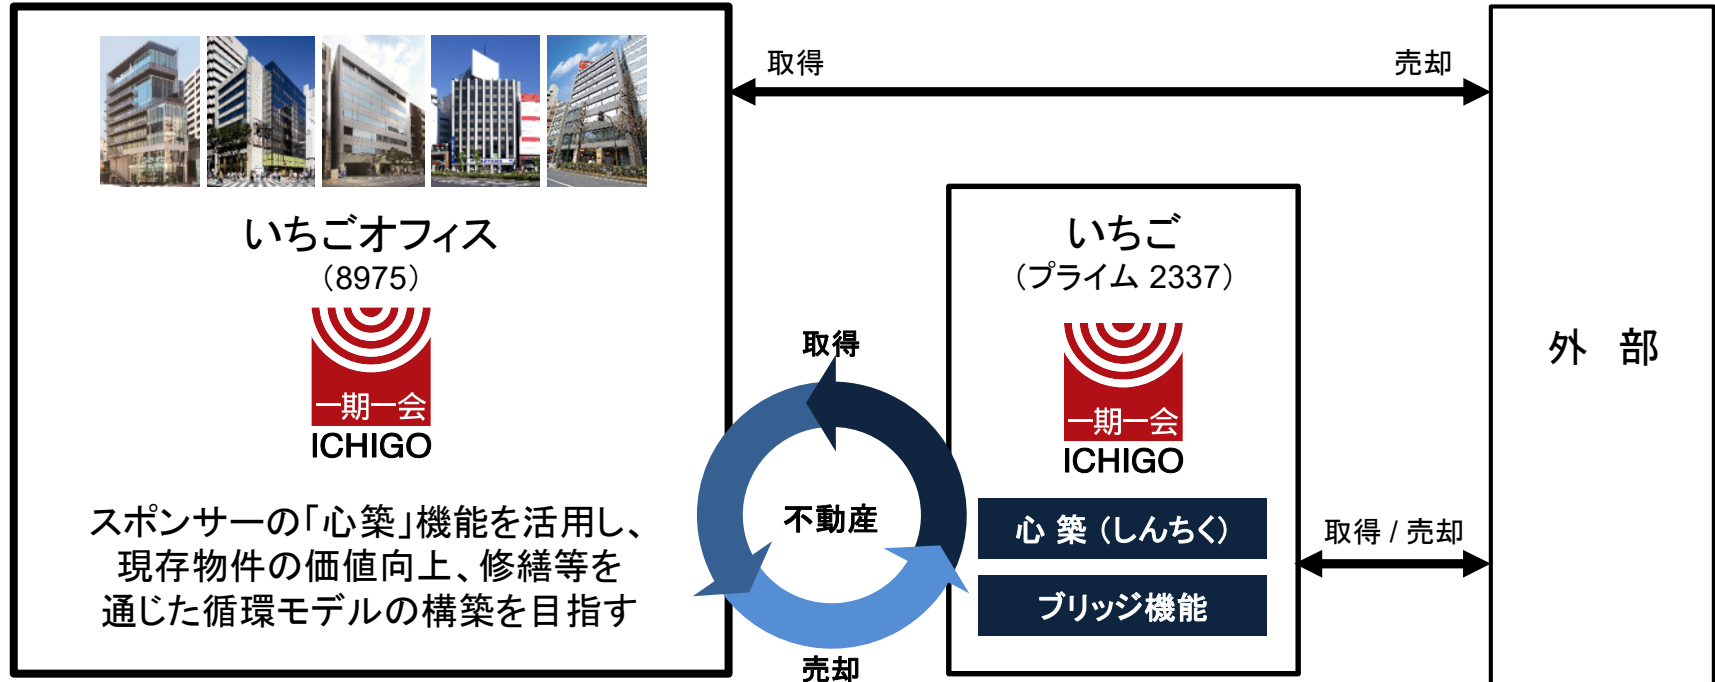 取得
売却
いちごオフィス
（8975）
一期一会
ICHIGO
スポンサーの「心築」機能を活用し、
現存物件の価値向上、修繕等を
通じた循環モデルの構築を目指す
取得
不動産
売却
いちご
（プライム 2337）
一期一会
ICHIGO
心 築（しんちく）
ブリッジ機能
取得 / 売却
外 部